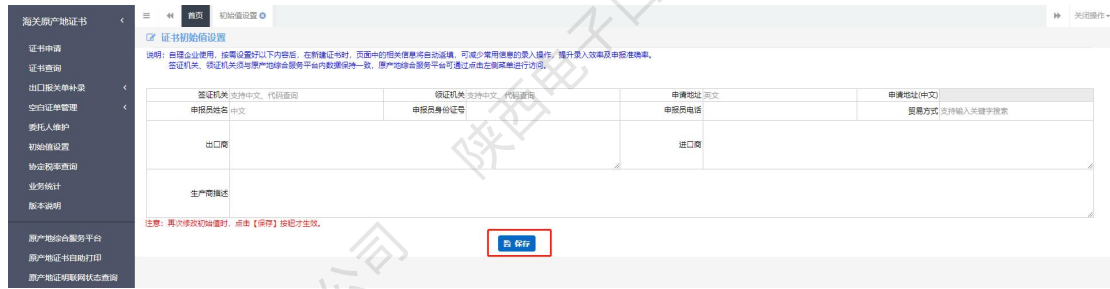 海关原产地证书
首页 初始值设置 关闭操作
证书初始值设置
说明：自理企业使用，按需设置好以下内容后，在新建证书时，页面中的相关信息将自动返填，可减少常用信息的录入操作，提升录入效率及申报准确率。
签证机关、领证机关须与原产地综合服务平台内数据保持一致，原产地综合服务平台可通过点击左侧菜单进行访问。
证书申请
证书查询
出口报关单补录
空白证单管理
委托人维护
初始值设置
协定税率查询
业务统计
版本说明
原产地综合服务平台
原产地证书自助打印
原产地证明联网状态查询
签证机关 支持中文、代码查询 领证机关 支持中文、代码查询 申请地址 英文 申请地址(中文)
申报员姓名 中文 申报员身份证号 申报员电话 贸易方式 支持输入关键字搜索
出口商 进口商
生产商描述
注意：再次修改初始值时，点击【保存】按钮才生效。
保存
陕西电子口
公司